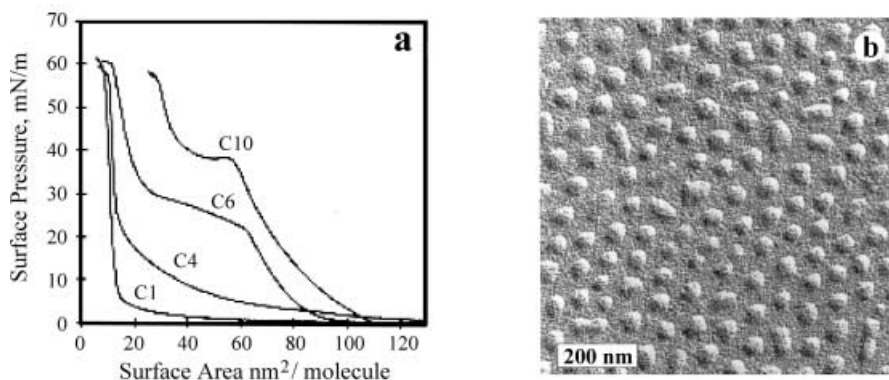 a
Surface Pressure, mN/m
70
60
50
40
30
20
10
0
C10
C6
C4
C1
0 20 40 60 80 100 120
Surface Area nm²/ molecule
b
200 nm